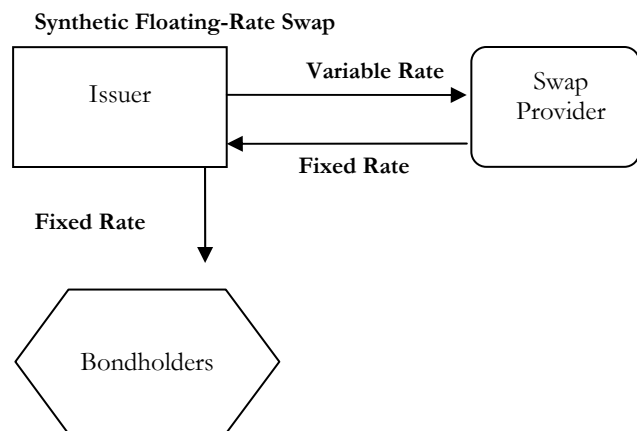 Synthetic Floating-Rate Swap
Issuer
Variable Rate
Swap
Provider
Fixed Rate
Fixed Rate
Bondholders